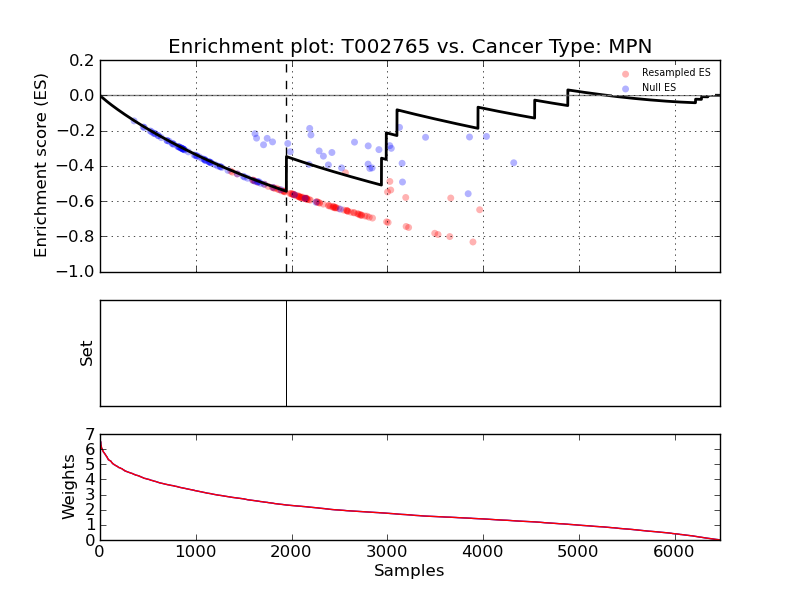 Enrichment plot: T002765 vs. Cancer Type: MPN
Enrichment score (ES)
0.2
0.0
−0.2
−0.4
−0.6
−0.8
−1.0
Resampled ES
Null ES
Set
Weights
7
6
5
4
3
2
1
0
0 1000 2000 3000 4000 5000 6000
Samples